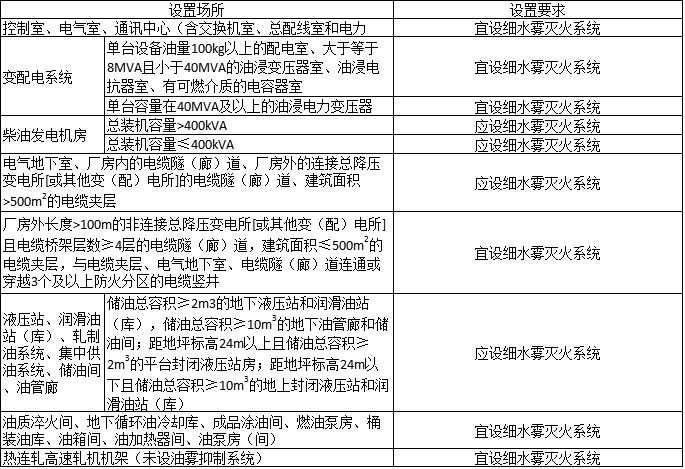 设置场所
设置要求
控制室、电气室、通讯中心（含交换机室、总配线室和电力
宜设细水雾灭火系统
变配电系统
单台设备油量100kg以上的配电室、大于等于
8MVA且小于40MVA的油浸变压器室、油浸电
抗器室、有可燃介质的电容器室
宜设细水雾灭火系统
单台容量在40MVA及以上的油浸电力变压器
宜设细水雾灭火系统
柴油发电机房
总装机容量>400kVA
应设细水雾灭火系统
总装机容量≤400kVA
宜设细水雾灭火系统
电气地下室、厂房内的电缆隧（廊）道、厂房外的连接总降压
变电所[或其他变（配）电所]的电缆隧（廊）道、建筑面积
>500m²的电缆夹层
应设细水雾灭火系统
厂房外长度>100m的非连接总降压变电所[或其他变（配）电所]
且电缆桥架层数≥4层的电缆隧（廊）道，建筑面积≤500m²的
电缆夹层，与电缆夹层、电气地下室、电缆隧（廊）道连通或
穿越3个及以上防火分区的电缆竖井
宜设细水雾灭火系统
液压站、润滑油
站（库）、轧制
油系统、集中供
油系统、储油间
、油管廊
储油总容积≥2m3的地下液压站和润滑油站
（库），储油总容积≥10m³的地下油管廊和储
油间；距地坪标高24m以上且储油总容积≥
2m³的平台封闭液压站房；距地坪标高24m以
下且储油总容积≥10m³的地上封闭液压站和润
滑油站（库）
应设细水雾灭火系统
油质淬火间、地下循环油冷却库、成品涂油间、燃油泵房、桶
装油库、油箱间、油加热器间、油泵房（间）
宜设细水雾灭火系统
热连轧高速轧机机架（未设油雾抑制系统）
宜设细水雾灭火系统